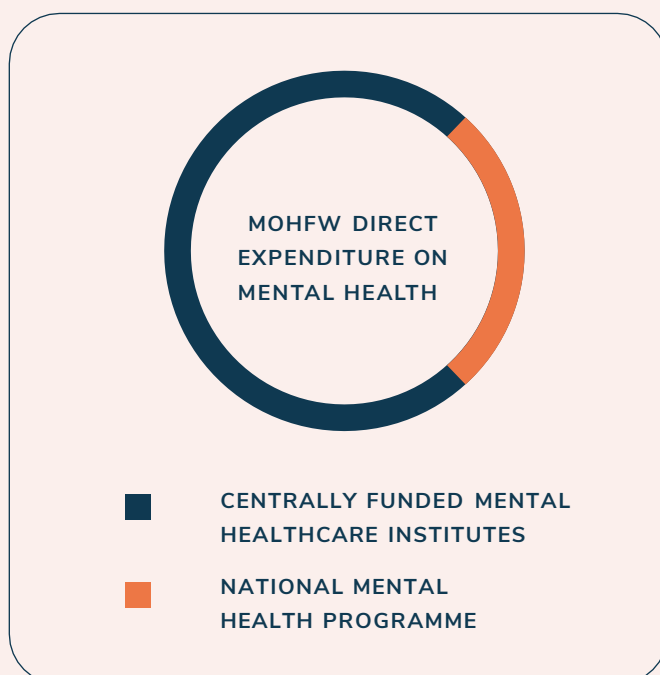 MOHFW DIRECT
EXPENDITURE ON
MENTAL HEALTH
CENTRALLY FUNDED MENTAL
HEALTHCARE INSTITUTES
NATIONAL MENTAL
HEALTH PROGRAMME